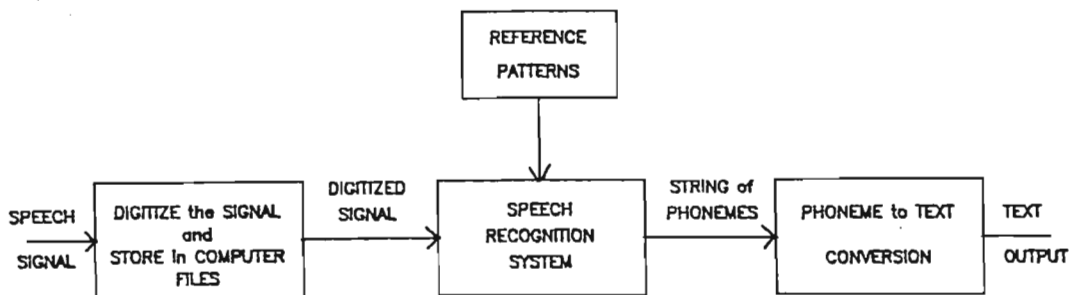 REFERENCE
PATTERNS
SPEECH
SIGNAL
DIGITIZE the SIGNAL
and
STORE in COMPUTER
FILES
DIGITIZED
SIGNAL
SPEECH
RECOGNITION
SYSTEM
STRING of
PHONEMES
PHONEME to TEXT
CONVERSION
TEXT
OUTPUT